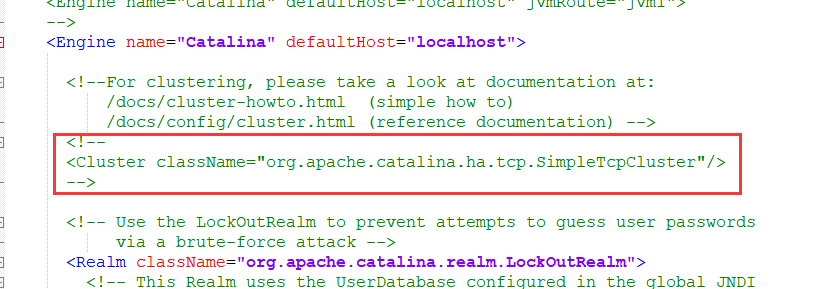 <Engine name="Catalina" defaultHost="localhost" jvmRoute="jvm1">
-->
<Engine name="Catalina" defaultHost="localhost">
<!--For clustering, please take a look at documentation at:
/docs/cluster-howto.html  (simple how to)
/docs/config/cluster.html (reference documentation) -->
<!--
<Cluster className="org.apache.catalina.ha.tcp.SimpleTcpCluster"/>
-->
<!-- Use the LockOutRealm to prevent attempts to guess user passwords
via a brute-force attack -->
<Realm className="org.apache.catalina.realm.LockOutRealm">
<!-- This Realm uses the UserDatabase configured in the global JNDI